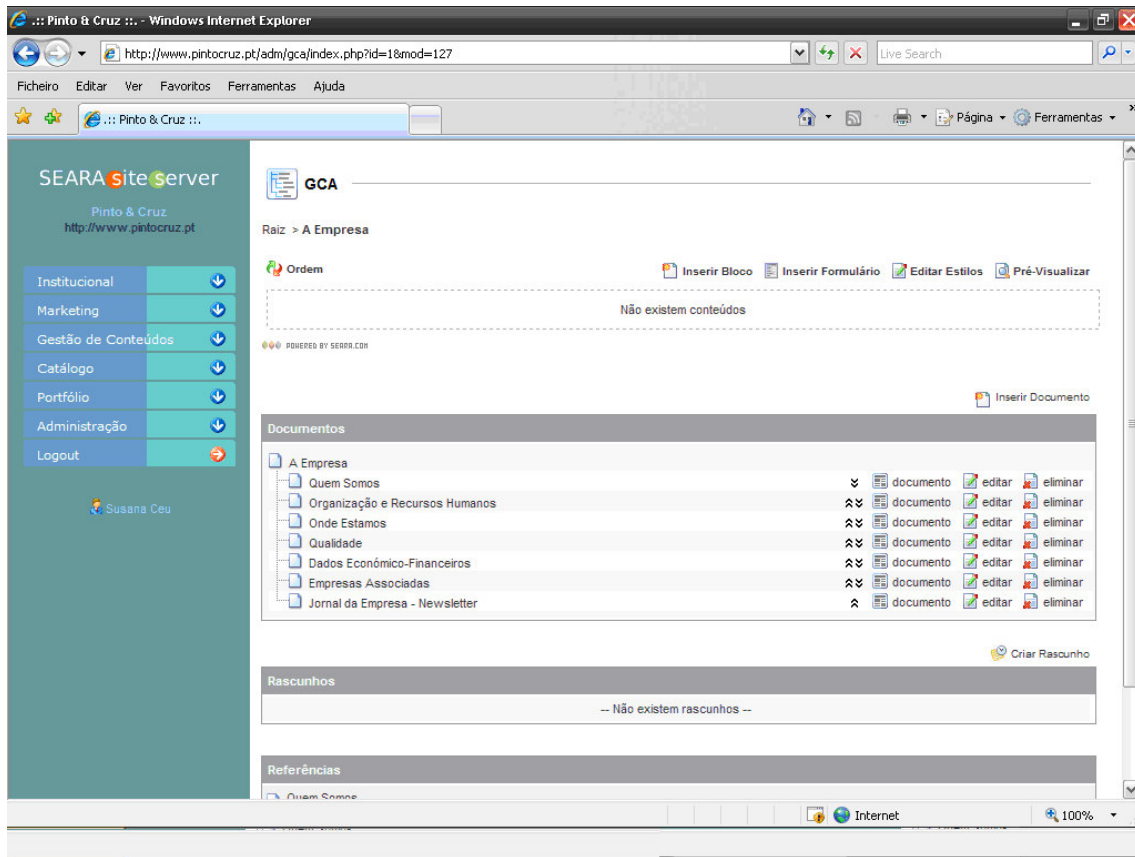 .:: Pinto & Cruz ::. - Windows Internet Explorer
http://www.pintocruz.pt/adm/gca/index.php?id=1&mod=127
Live Search
Ficheiro Editar Ver Favoritos Ferramentas Ajuda
.:: Pinto & Cruz ::.
Página Ferramentas »
SEARA site server
Pinto & Cruz
http://www.pintocruz.pt
Institucional
Marketing
Gestão de Conteúdos
Catálogo
Portfólio
Administração
Logout
Susana Ceu
GCA
Raiz > A Empresa
Ordem Inserir Bloco Inserir Formulário Editar Estilos Pré-Visualizar
Não existem conteúdos
POWERED BY SEARA.COM
Inserir Documento
Documentos
A Empresa
Quem Somos documento editar eliminar
Organização e Recursos Humanos documento editar eliminar
Onde Estamos documento editar eliminar
Qualidade documento editar eliminar
Dados Económico-Financeiros documento editar eliminar
Empresas Associadas documento editar eliminar
Jornal da Empresa - Newsletter documento editar eliminar
Criar Rascunho
Rascunhos
-- Não existem rascunhos --
Referências
Quem Somos
Internet 100%